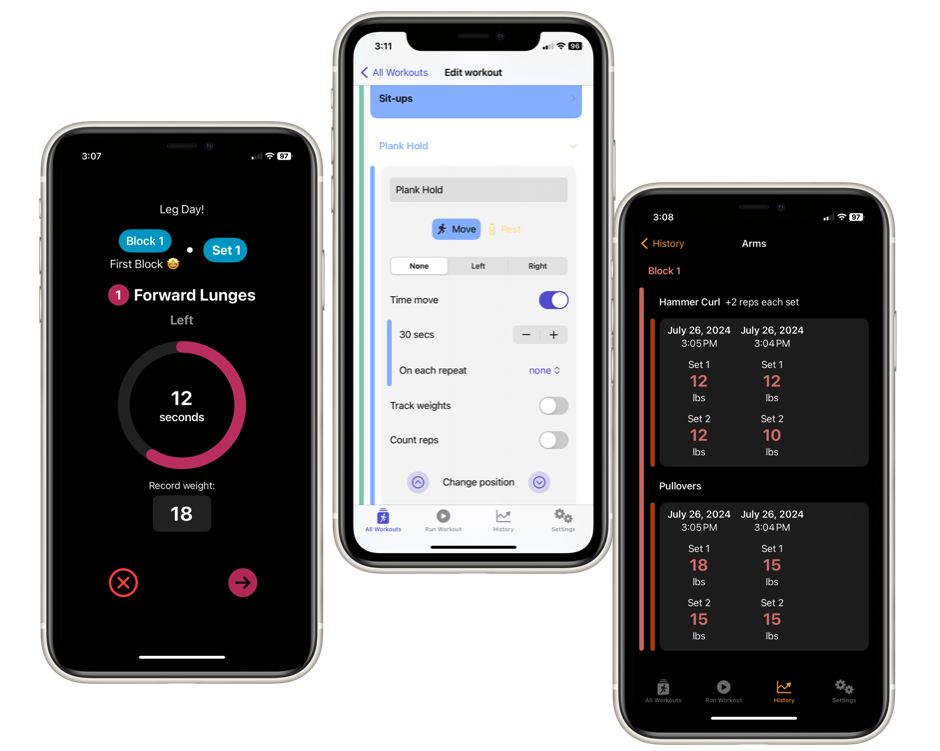 3:07
97
Leg Day!
Block 1
Set 1
First Block 🤩
1 Forward Lunges
Left
12
seconds
Record weight:
18
3:11
96
All Workouts
Edit workout
Sit-ups
Plank Hold
Plank Hold
Move
Rest
None
Left
Right
Time move
30 secs
− +
On each repeat
none
Track weights
Count reps
Change position
All Workouts
Run Workout
History
Settings
3:08
97
History
Arms
Block 1
Hammer Curl +2 reps each set
July 26, 2024 July 26, 2024
3:05 PM 3:04 PM
Set 1 Set 1
12 12
lbs lbs
Set 2 Set 2
12 10
lbs lbs
Pullovers
July 26, 2024 July 26, 2024
3:05 PM 3:04 PM
Set 1 Set 1
18 15
lbs lbs
Set 2 Set 2
15 15
lbs lbs
All Workouts
Run Workout
History
Settings